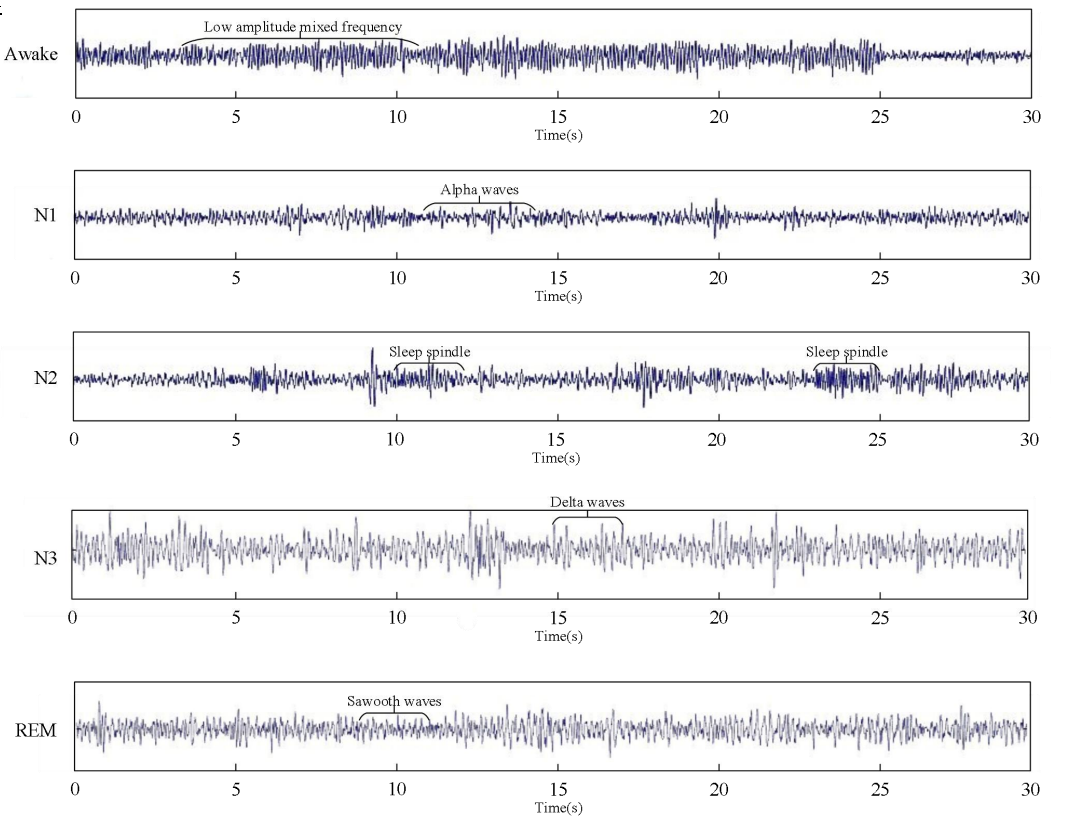 Low amplitude mixed frequency
Awake
0 5 10 15 20 25 30
Time(s)
Alpha waves
N1
0 5 10 15 20 25 30
Time(s)
Sleep spindle Sleep spindle
N2
0 5 10 15 20 25 30
Time(s)
Delta waves
N3
0 5 10 15 20 25 30
Time(s)
Sawooth waves
REM
0 5 10 15 20 25 30
Time(s)